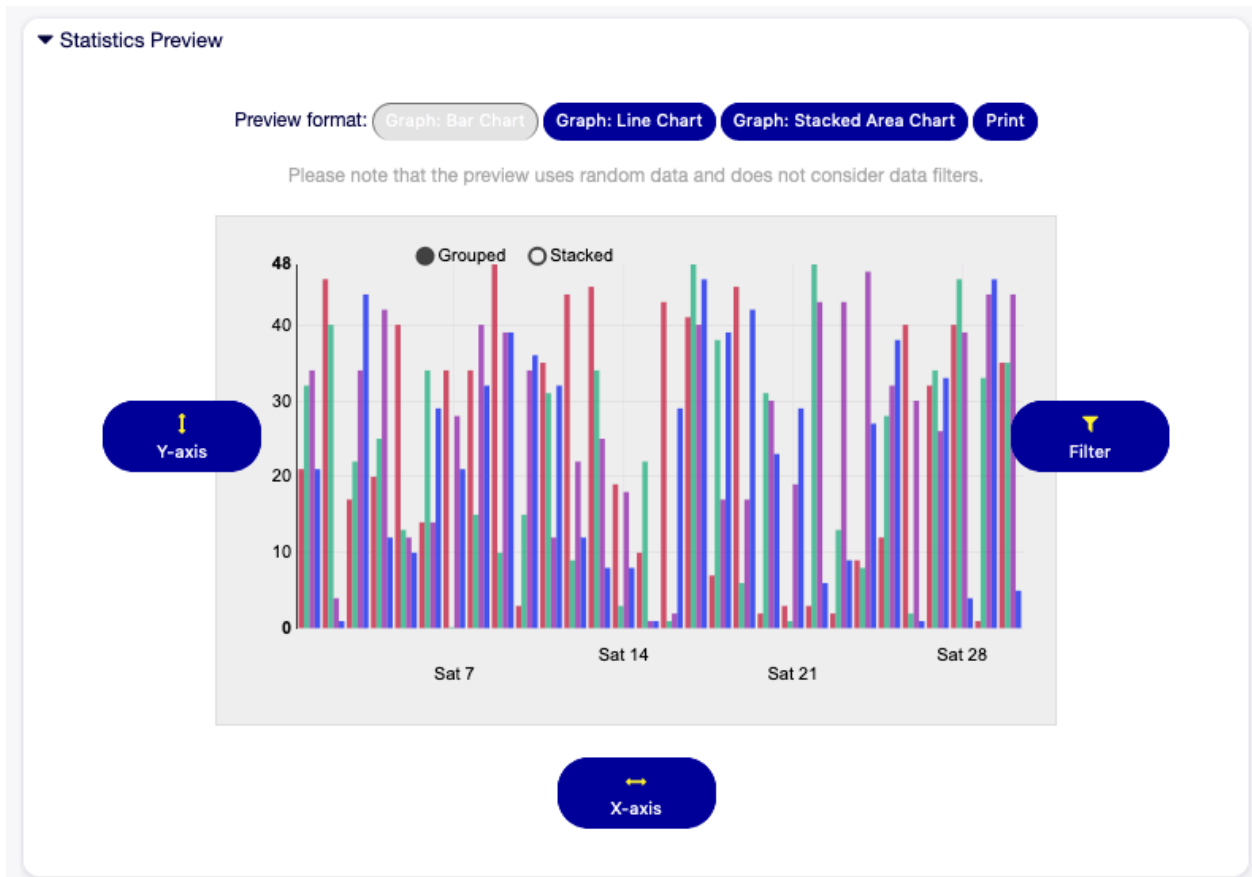 Statistics Preview
Preview format: Graph: Bar Chart Graph: Line Chart Graph: Stacked Area Chart Print
Please note that the preview uses random data and does not consider data filters.
Grouped Stacked
48
40
30
20
10
0
Y-axis
Filter
Sat 7
Sat 14
Sat 21
Sat 28
X-axis